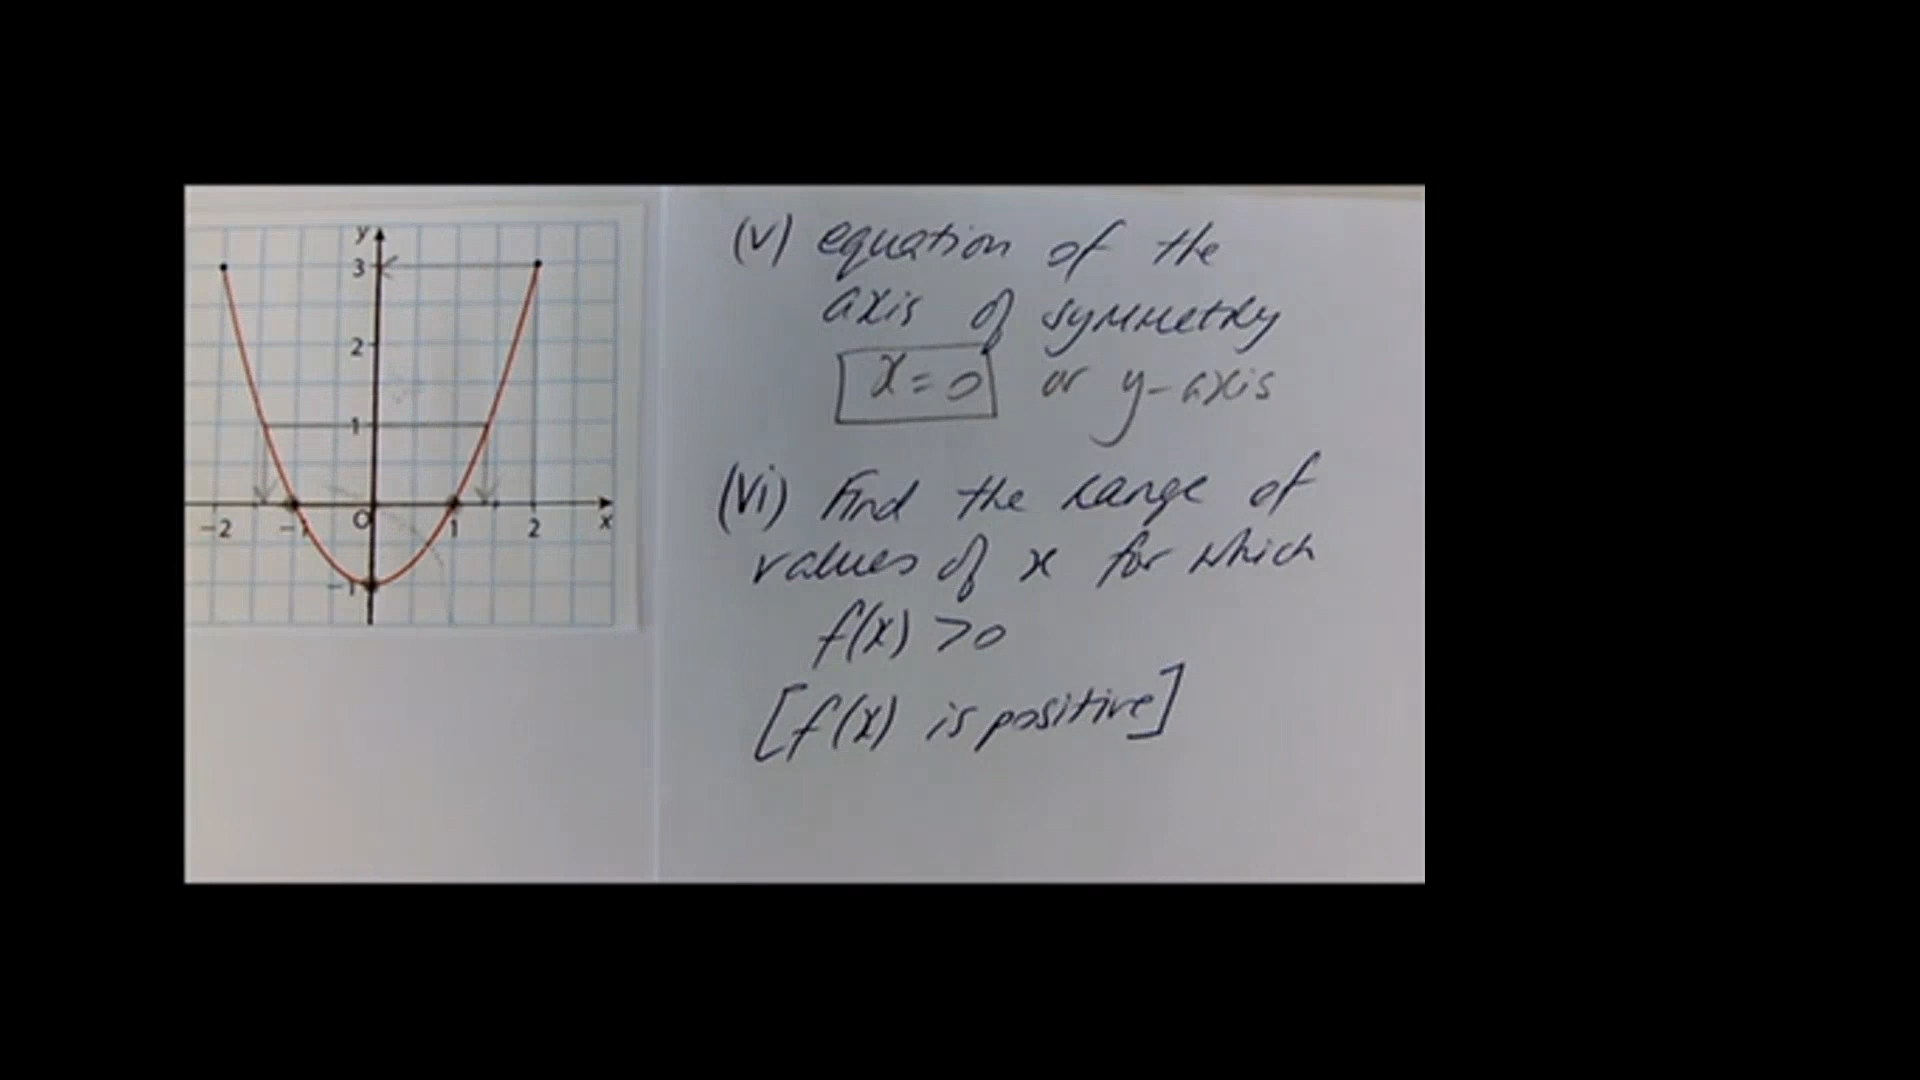 y
3
2
1
-2 -1 O 1 2 x
-1
(v) equation of the
axis of symmetry
x = 0 or y-axis
(vi) Find the range of
values of x for which
f(x) > 0
[f(x) is positive]